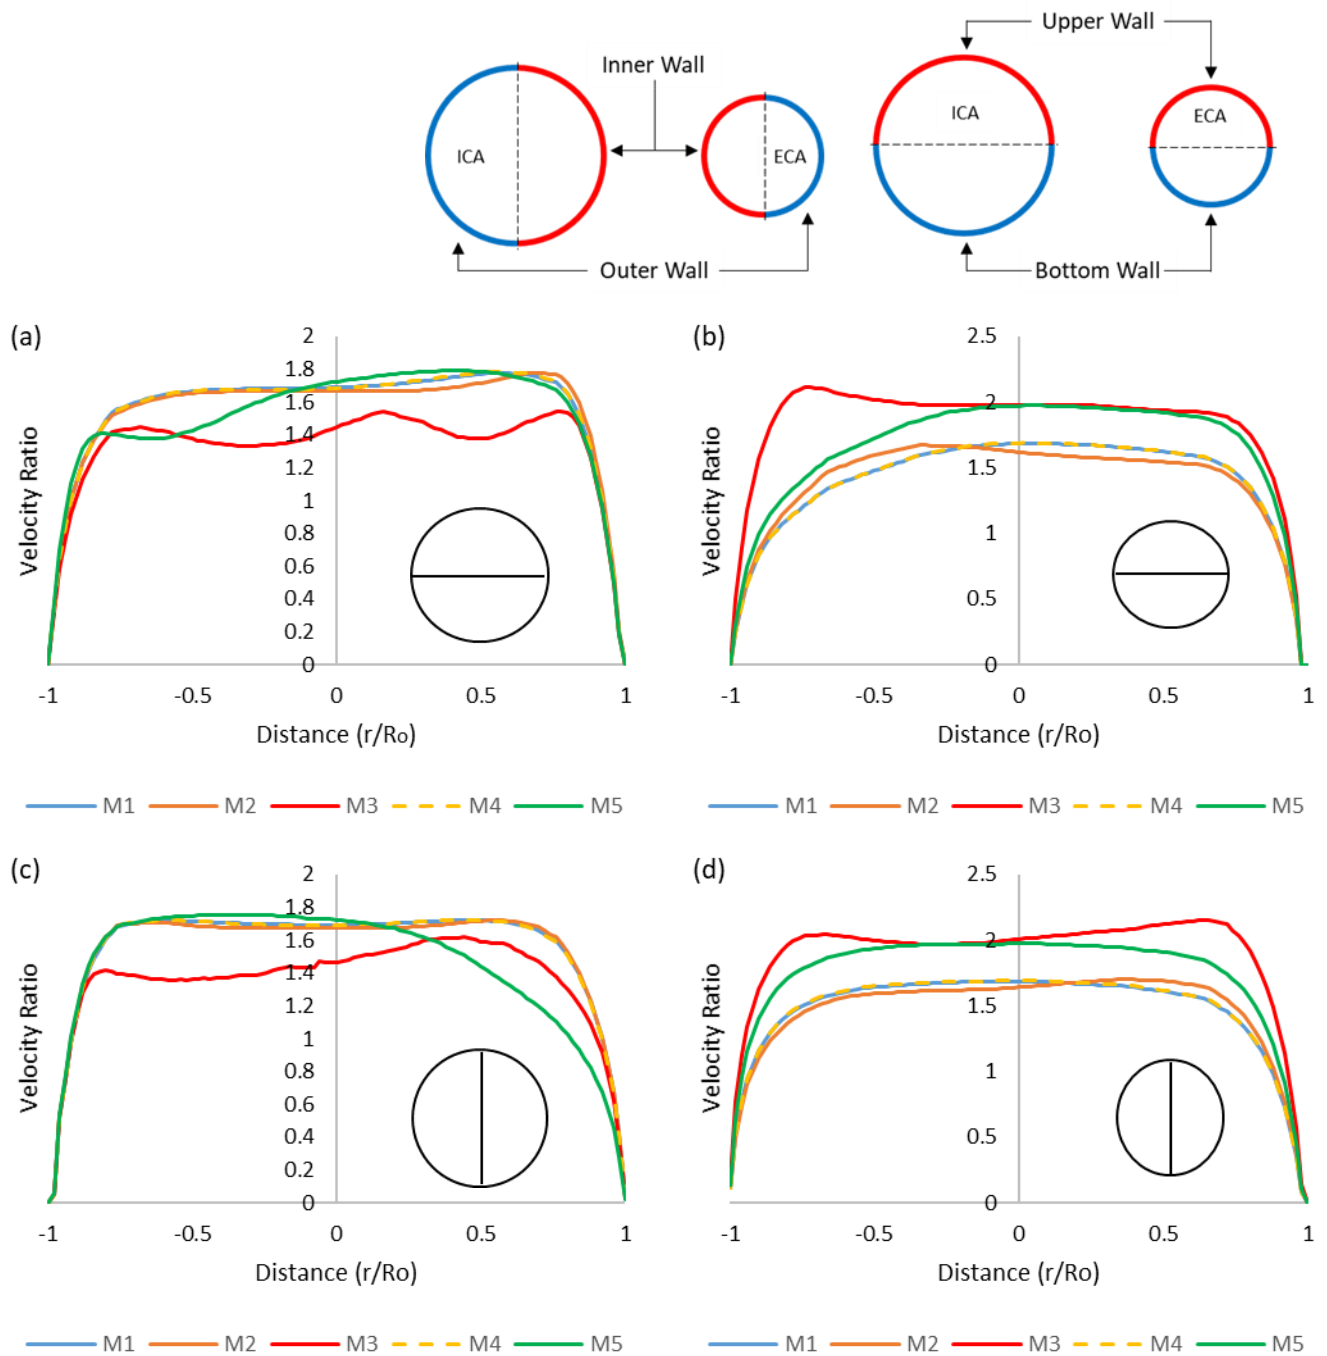 Upper Wall
Inner Wall
ICA
ECA
ICA
ECA
Outer Wall
Bottom Wall
(a)
2
1.8
1.6
1.4
1.2
1
0.8
0.6
0.4
0.2
0
Velocity Ratio
-1 -0.5 0 0.5 1
Distance (r/Ro)
M1 M2 M3 M4 M5
(b)
2.5
2
1.5
1
0.5
0
Velocity Ratio
-1 -0.5 0 0.5 1
Distance (r/Ro)
M1 M2 M3 M4 M5
(c)
2
1.8
1.6
1.4
1.2
1
0.8
0.6
0.4
0.2
0
Velocity Ratio
-1 -0.5 0 0.5 1
Distance (r/Ro)
M1 M2 M3 M4 M5
(d)
2.5
2
1.5
1
0.5
0
Velocity Ratio
-1 -0.5 0 0.5 1
Distance (r/Ro)
M1 M2 M3 M4 M5